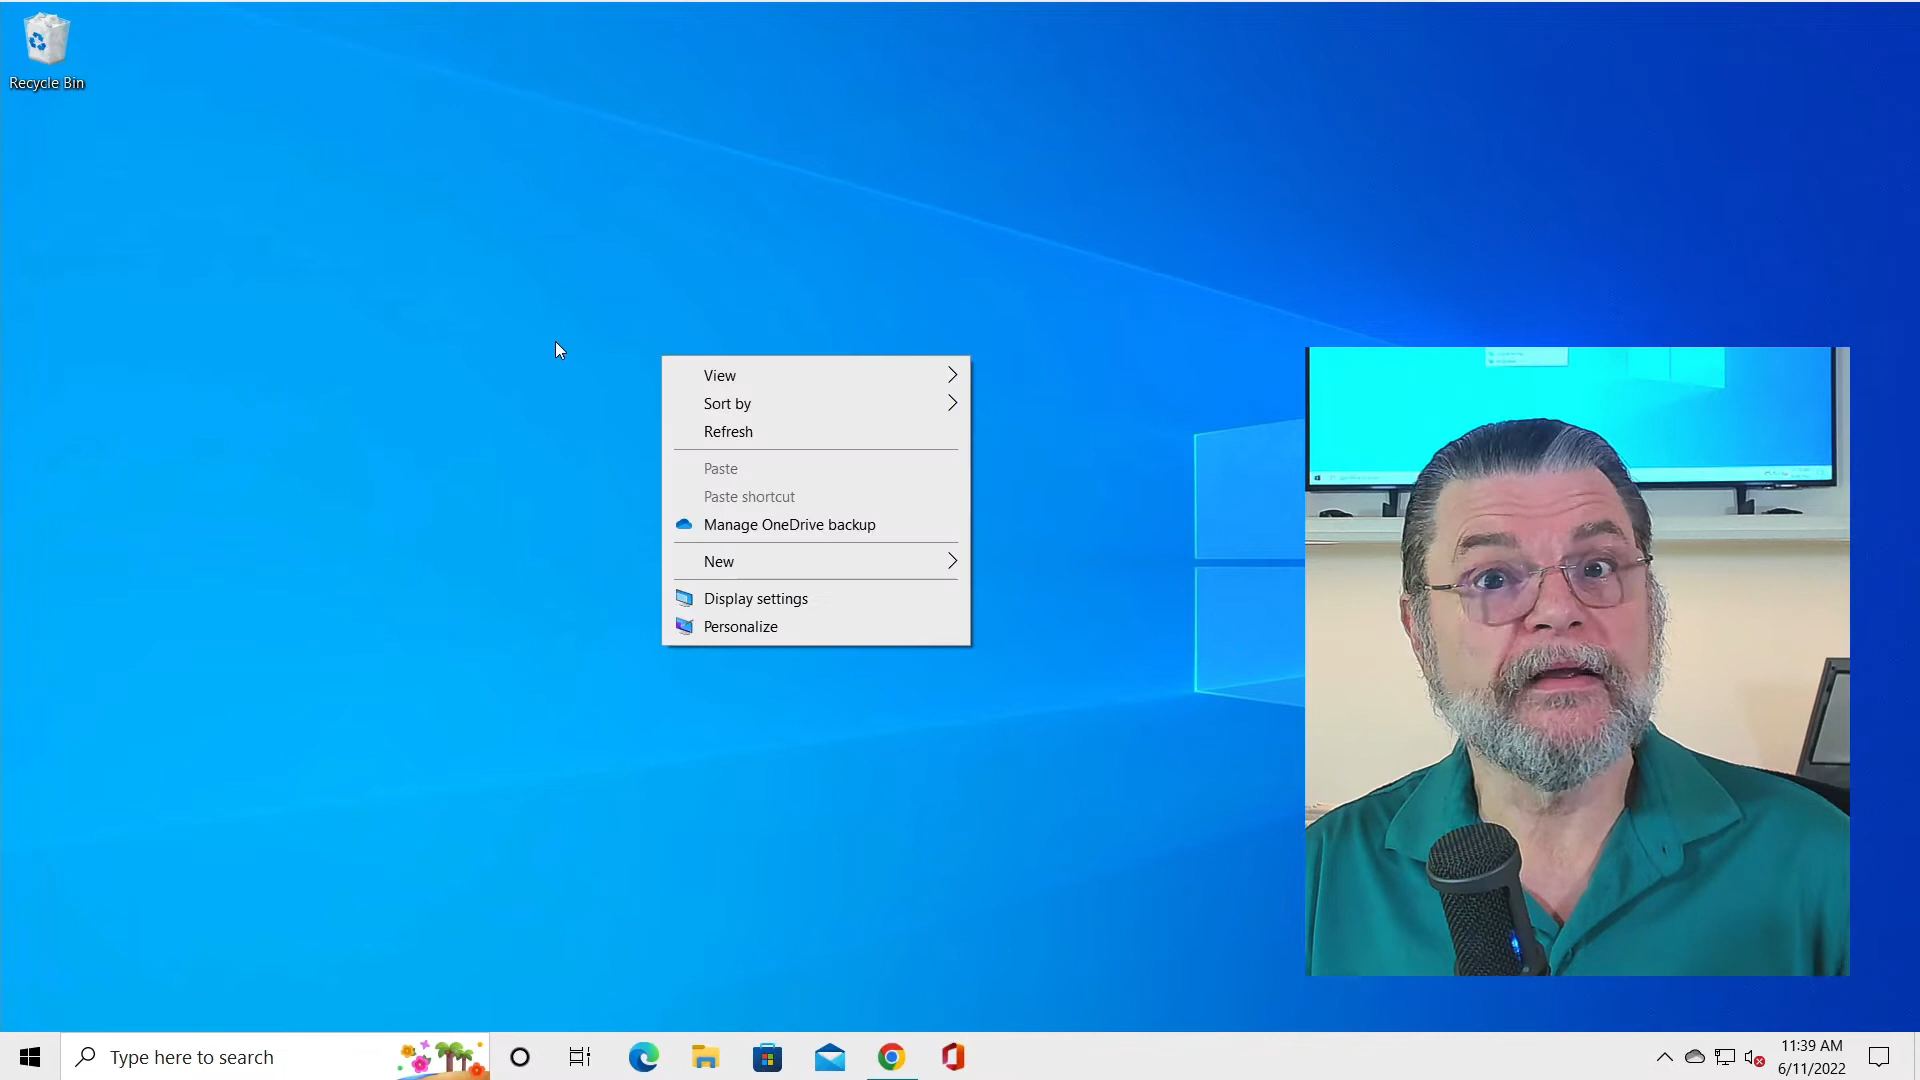 Recycle Bin
View
Sort by
Refresh
Paste
Paste shortcut
Manage OneDrive backup
New
Display settings
Personalize
Type here to search
11:39 AM
6/11/2022